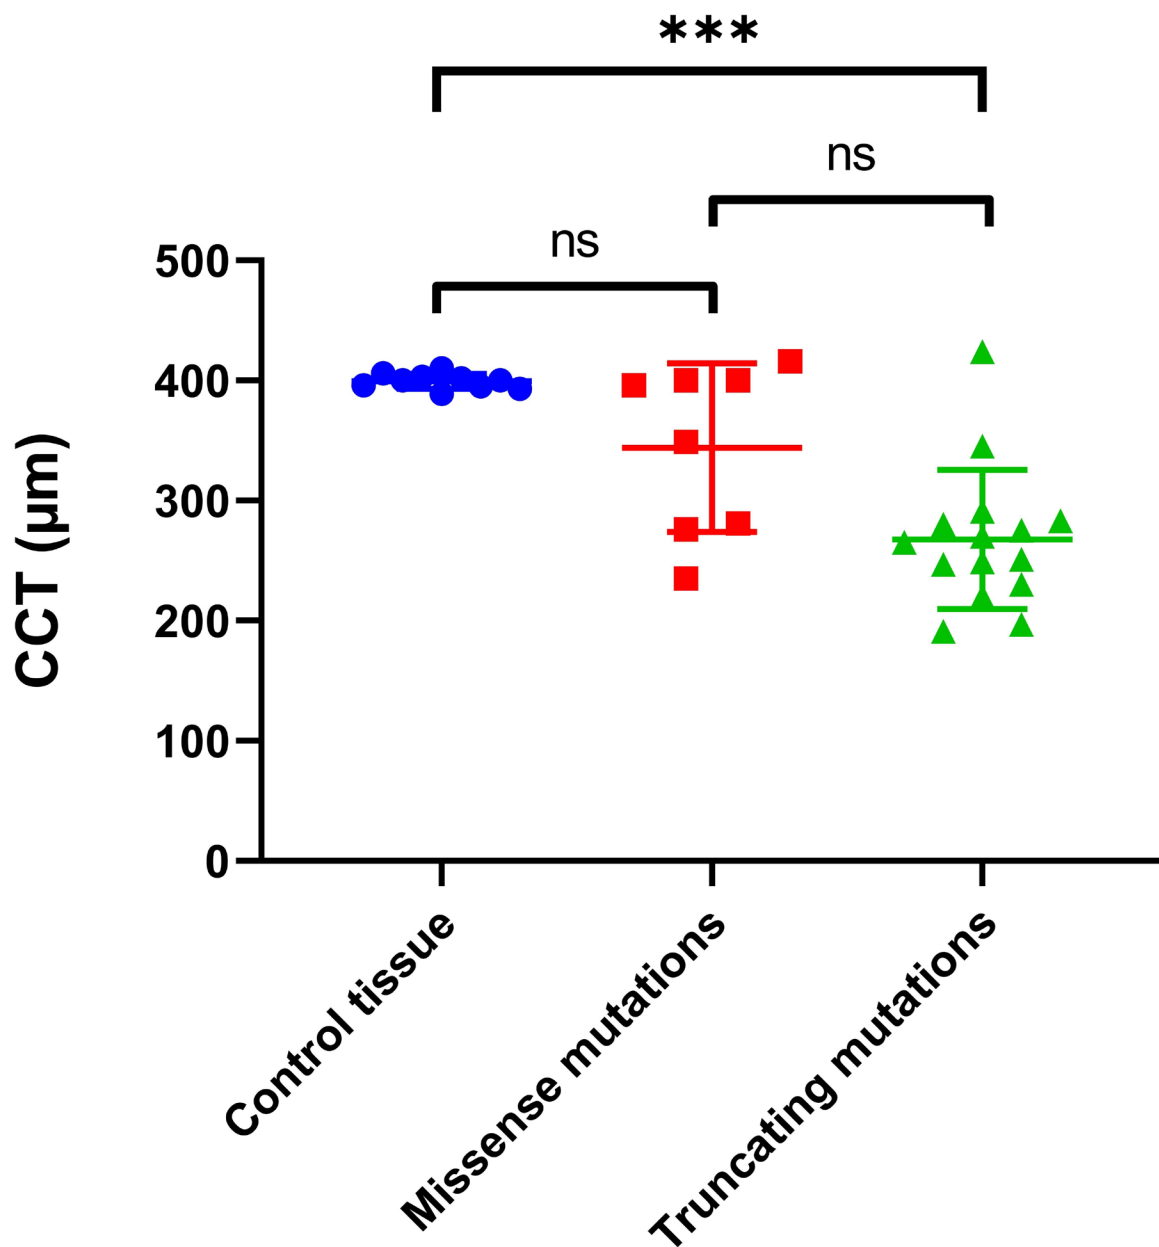 ***
ns
ns
500
400
300
200
100
0
CCT (µm)
Control tissue
Missense mutations
Truncating mutations